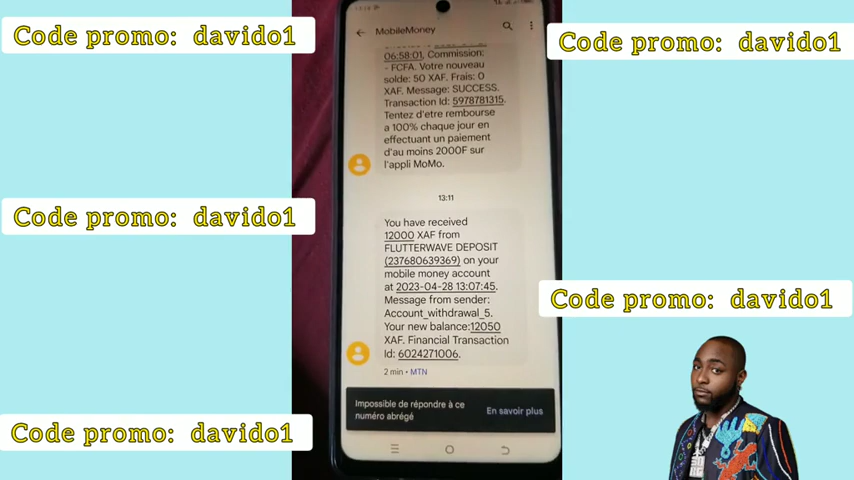 Code promo: davido1
Code promo: davido1
MobileMoney
06:58:01, Commission:
- FCFA. Votre nouveau
solde: 50 XAF. Frais: 0
XAF. Message: SUCCESS.
Transaction Id: 5978781315.
Tentez d'etre rembourse
a 100% chaque jour en
effectuant un paiement
d'au moins 2000F sur
l'appli MoMo.
13:11
Code promo: davido1
You have received
12000 XAF from
FLUTTERWAVE DEPOSIT
(237680639369) on your
mobile money account
at 2023-04-28 13:07:45.
Message from sender:
Account_withdrawal_5.
Your new balance:12050
XAF. Financial Transaction
Id: 6024271006.
2 min • MTN
Code promo: davido1
Impossible de répondre à ce
numéro abrégé
En savoir plus
Code promo: davido1